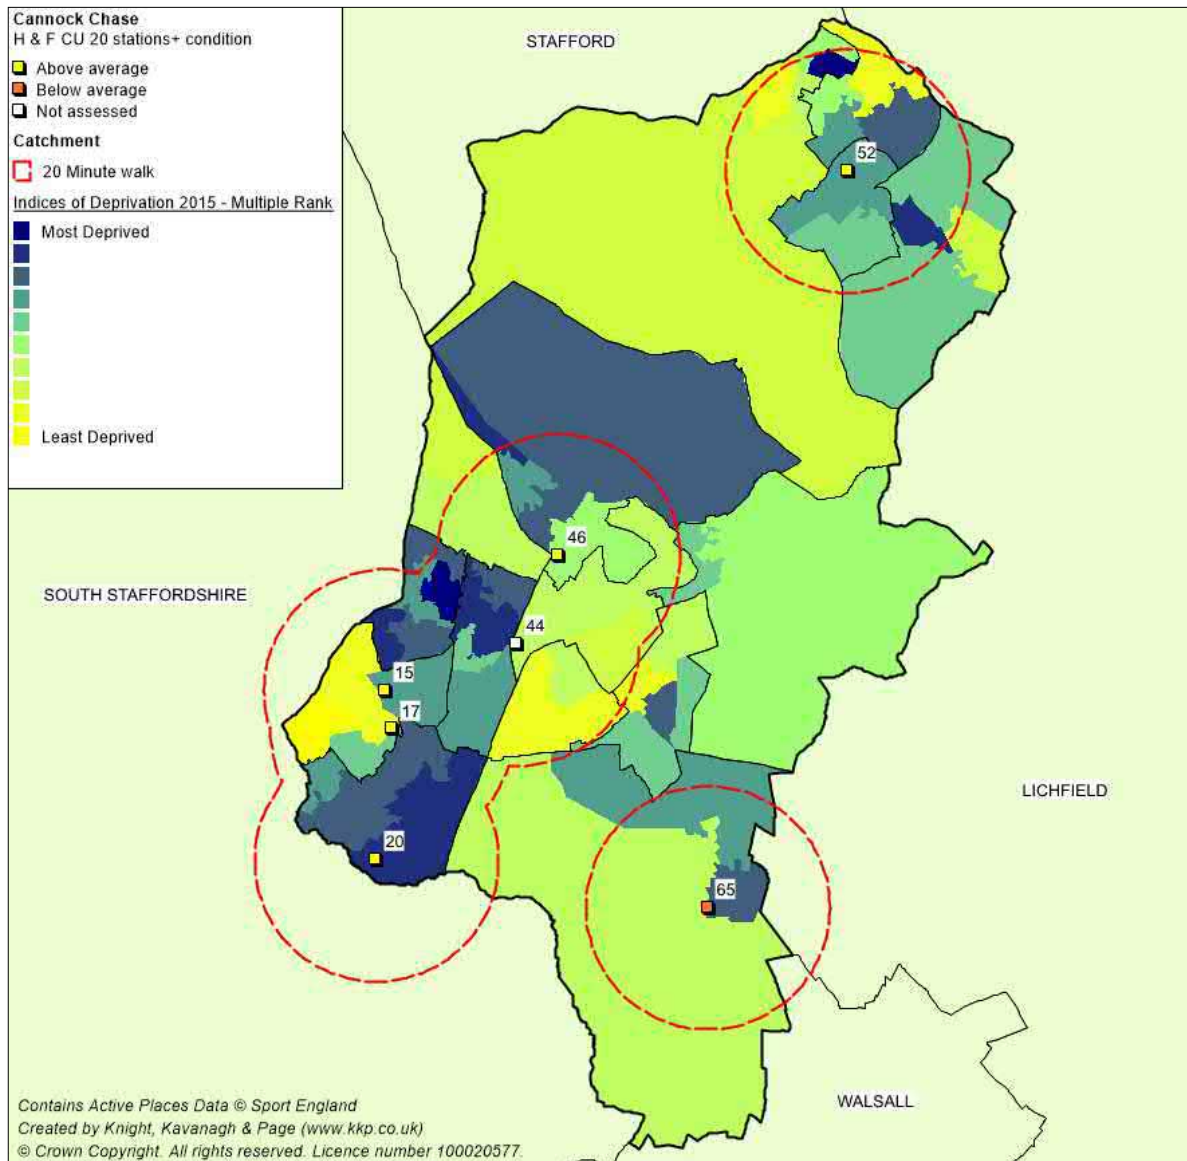 Cannock Chase
H & F CU 20 stations+ condition
Above average
Below average
Not assessed
Catchment
20 Minute walk
Indices of Deprivation 2015 - Multiple Rank
Most Deprived
Least Deprived
STAFFORD
52
46
SOUTH STAFFORDSHIRE
44
15
17
LICHFIELD
20
65
WALSALL
Contains Active Places Data © Sport England
Created by Knight, Kavanagh & Page (www.kkp.co.uk)
© Crown Copyright. All rights reserved. Licence number 100020577.